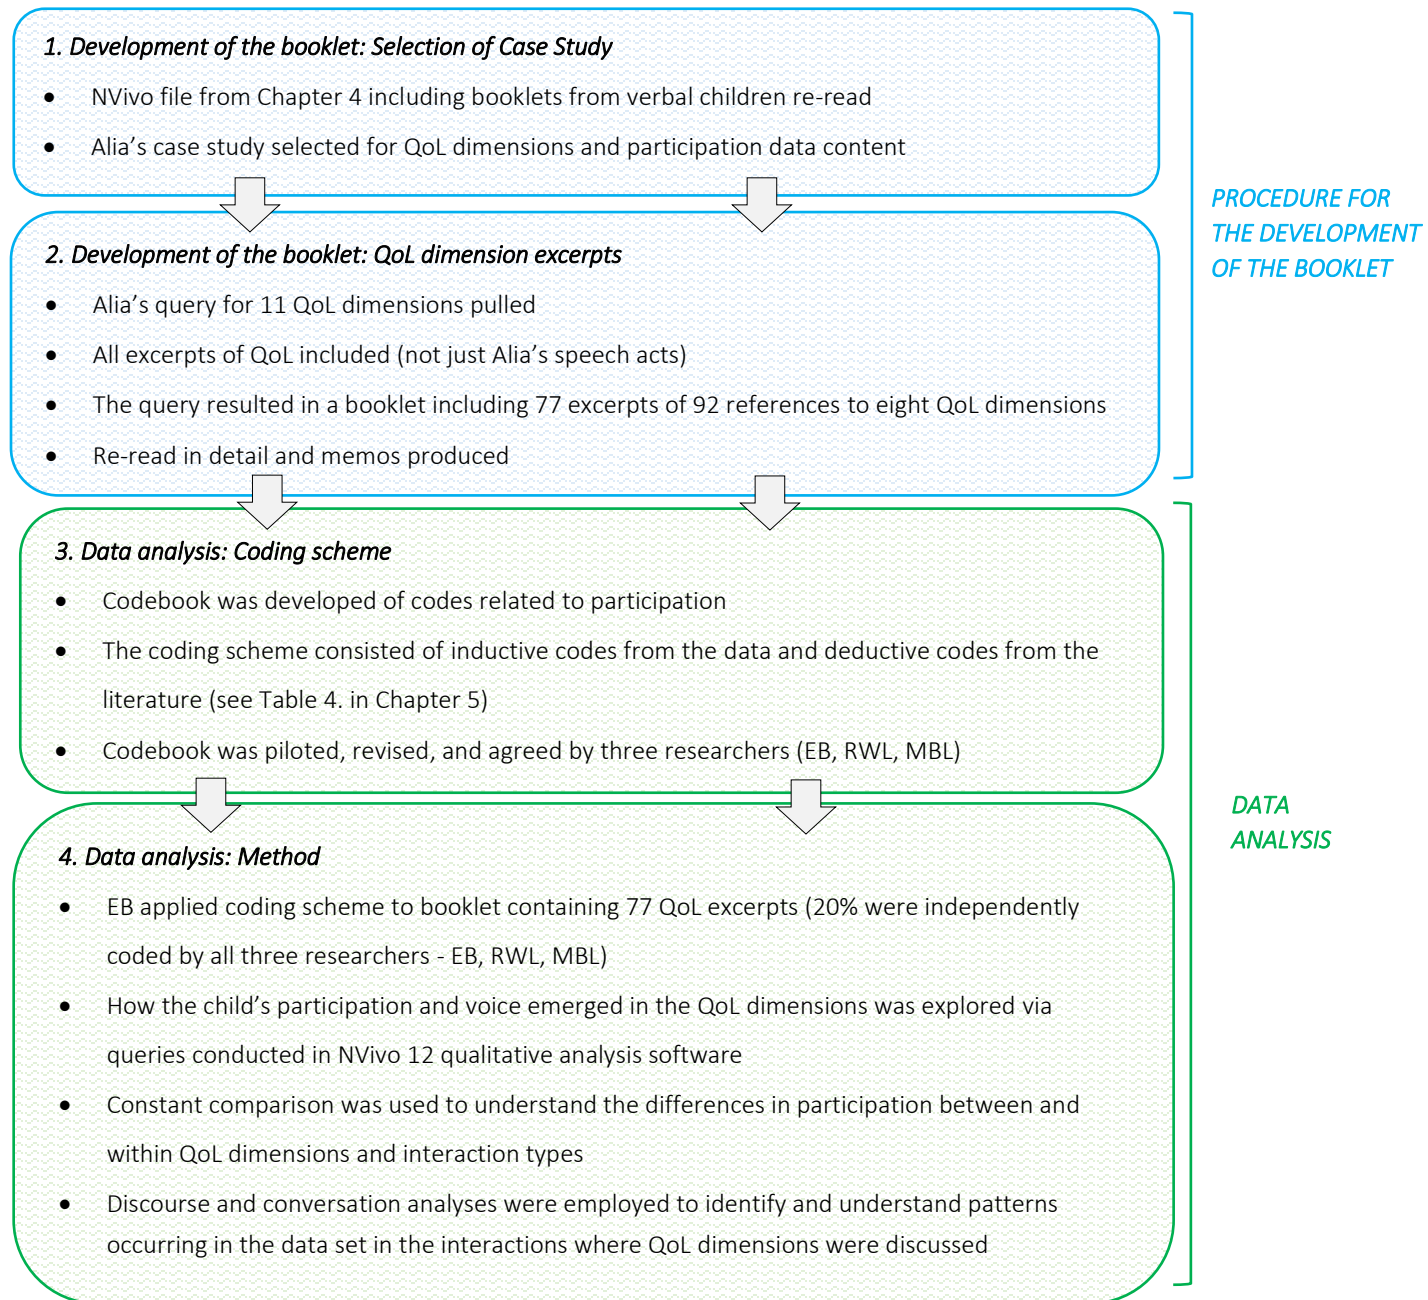 1. Development of the booklet: Selection of Case Study
• NVivo file from Chapter 4 including booklets from verbal children re-read
• Alia’s case study selected for QoL dimensions and participation data content
PROCEDURE FOR
THE DEVELOPMENT
OF THE BOOKLET
2. Development of the booklet: QoL dimension excerpts
• Alia’s query for 11 QoL dimensions pulled
• All excerpts of QoL included (not just Alia’s speech acts)
• The query resulted in a booklet including 77 excerpts of 92 references to eight QoL dimensions
• Re-read in detail and memos produced
3. Data analysis: Coding scheme
• Codebook was developed of codes related to participation
• The coding scheme consisted of inductive codes from the data and deductive codes from the
literature (see Table 4. in Chapter 5)
• Codebook was piloted, revised, and agreed by three researchers (EB, RWL, MBL)
DATA
ANALYSIS
4. Data analysis: Method
• EB applied coding scheme to booklet containing 77 QoL excerpts (20% were independently
coded by all three researchers - EB, RWL, MBL)
• How the child’s participation and voice emerged in the QoL dimensions was explored via
queries conducted in NVivo 12 qualitative analysis software
• Constant comparison was used to understand the differences in participation between and
within QoL dimensions and interaction types
• Discourse and conversation analyses were employed to identify and understand patterns
occurring in the data set in the interactions where QoL dimensions were discussed